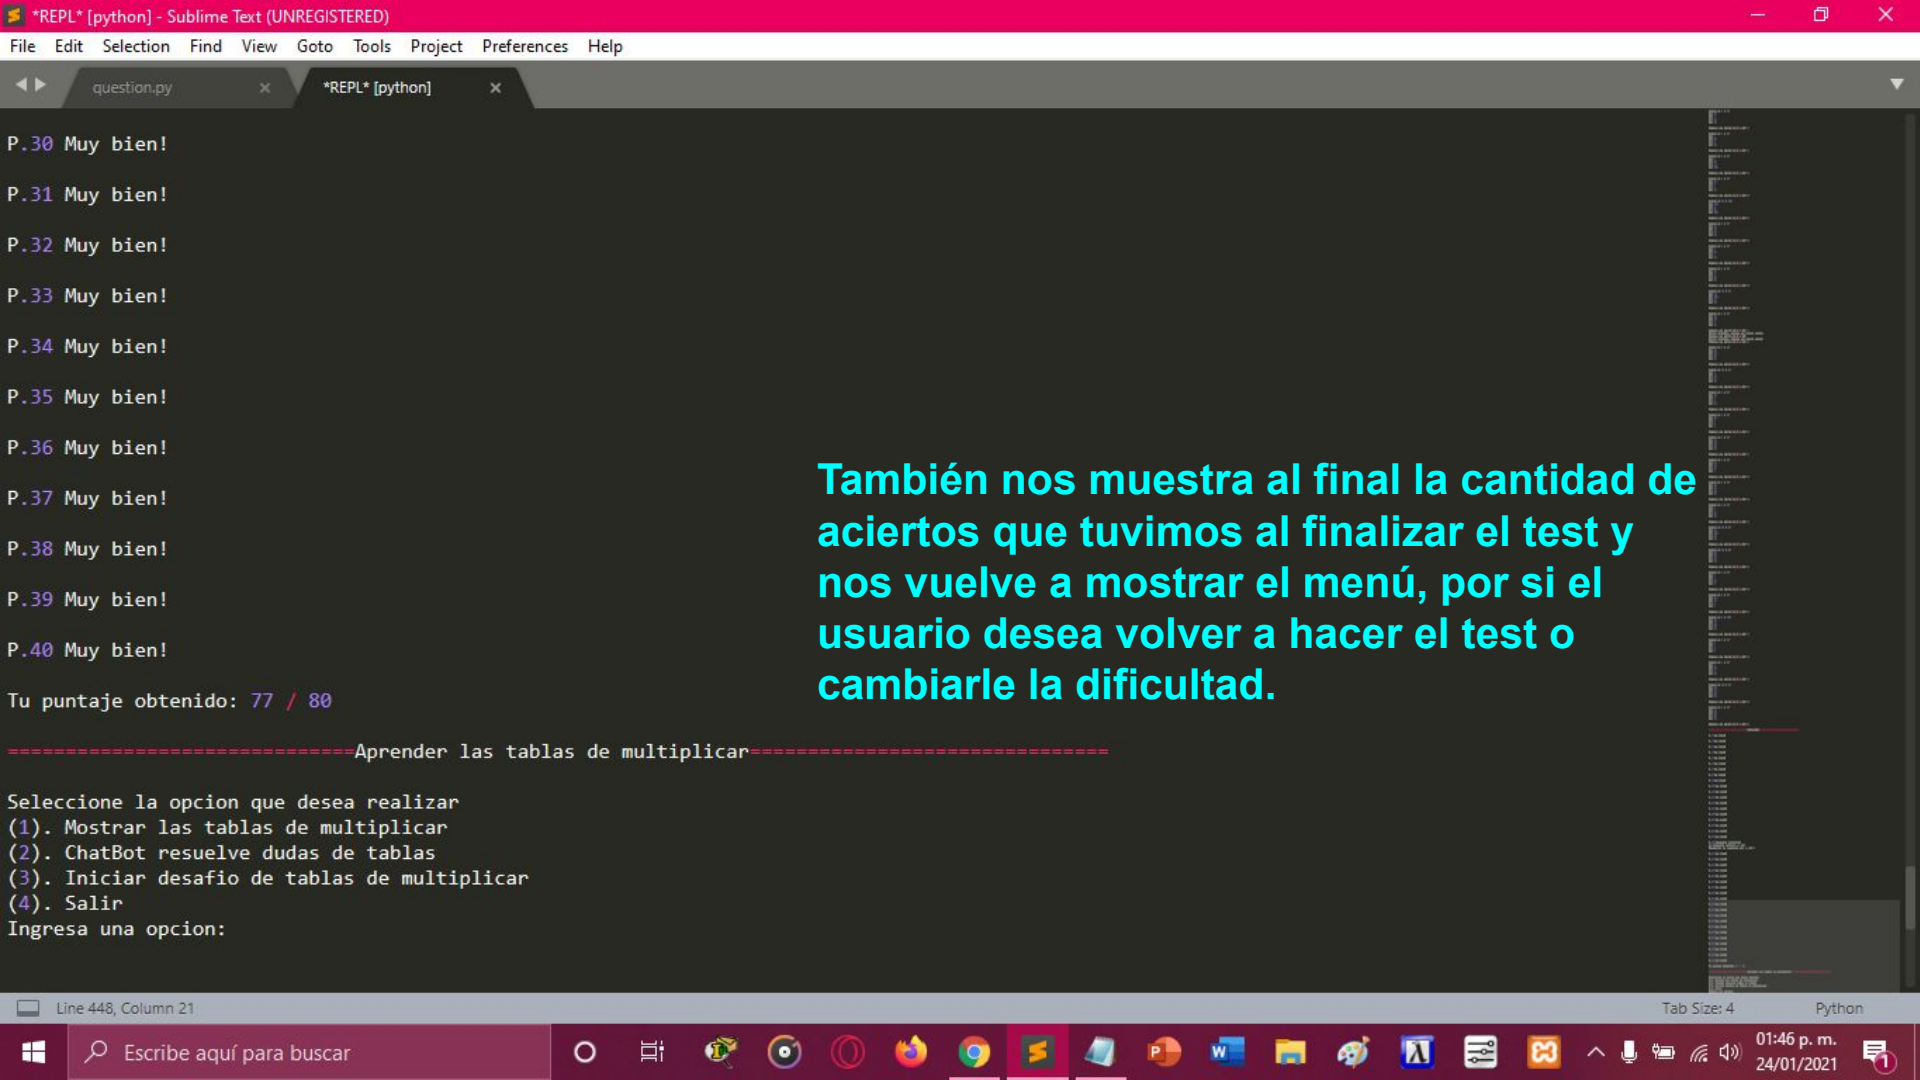 *REPL* [python] - Sublime Text (UNREGISTERED)
File Edit Selection Find View Goto Tools Project Preferences Help
question.py × *REPL* [python] ×
P.30 Muy bien!
P.31 Muy bien!
P.32 Muy bien!
P.33 Muy bien!
P.34 Muy bien!
P.35 Muy bien!
P.36 Muy bien!
P.37 Muy bien!
P.38 Muy bien!
P.39 Muy bien!
P.40 Muy bien!
Tu puntaje obtenido: 77 / 80
==============================Aprender las tablas de multiplicar===============================
Seleccione la opcion que desea realizar
(1). Mostrar las tablas de multiplicar
(2). ChatBot resuelve dudas de tablas
(3). Iniciar desafio de tablas de multiplicar
(4). Salir
Ingresa una opcion:
También nos muestra al final la cantidad de
aciertos que tuvimos al finalizar el test y
nos vuelve a mostrar el menú, por si el
usuario desea volver a hacer el test o
cambiarle la dificultad.
Line 448, Column 21
Tab Size: 4 Python
Escribe aquí para buscar
01:46 p. m.
24/01/2021
1